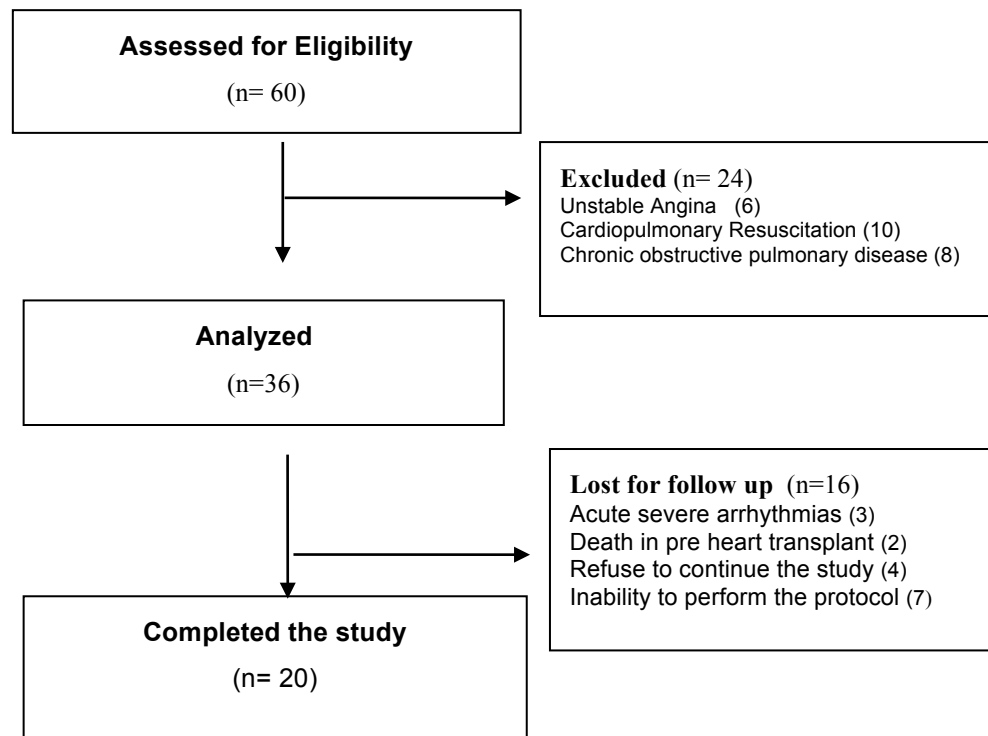 Assessed for Eligibility
(n= 60)
Excluded (n= 24)
Unstable Angina (6)
Cardiopulmonary Resuscitation (10)
Chronic obstructive pulmonary disease (8)
Analyzed
(n=36)
Lost for follow up (n=16)
Acute severe arrhythmias (3)
Death in pre heart transplant (2)
Refuse to continue the study (4)
Inability to perform the protocol (7)
Completed the study
(n= 20)